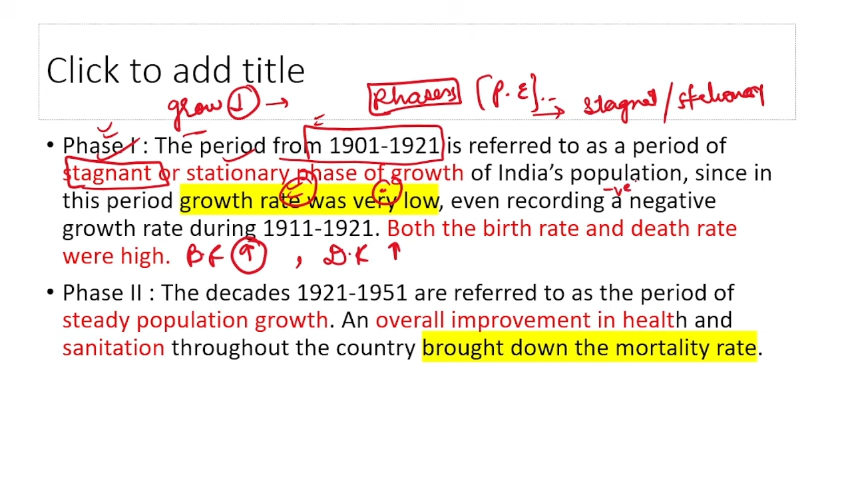 Click to add title
grow ↓ → Phases [P.E].. → stagnet / stationary
• Phase I : The period from 1901-1921 is referred to as a period of
stagnant or stationary phase of growth of India's population, since in
this period growth rate was very low, even recording a negative
-ve
growth rate during 1911-1921. Both the birth rate and death rate
were high. B.R ↑ , D.R ↑
• Phase II : The decades 1921-1951 are referred to as the period of
steady population growth. An overall improvement in health and
sanitation throughout the country brought down the mortality rate.